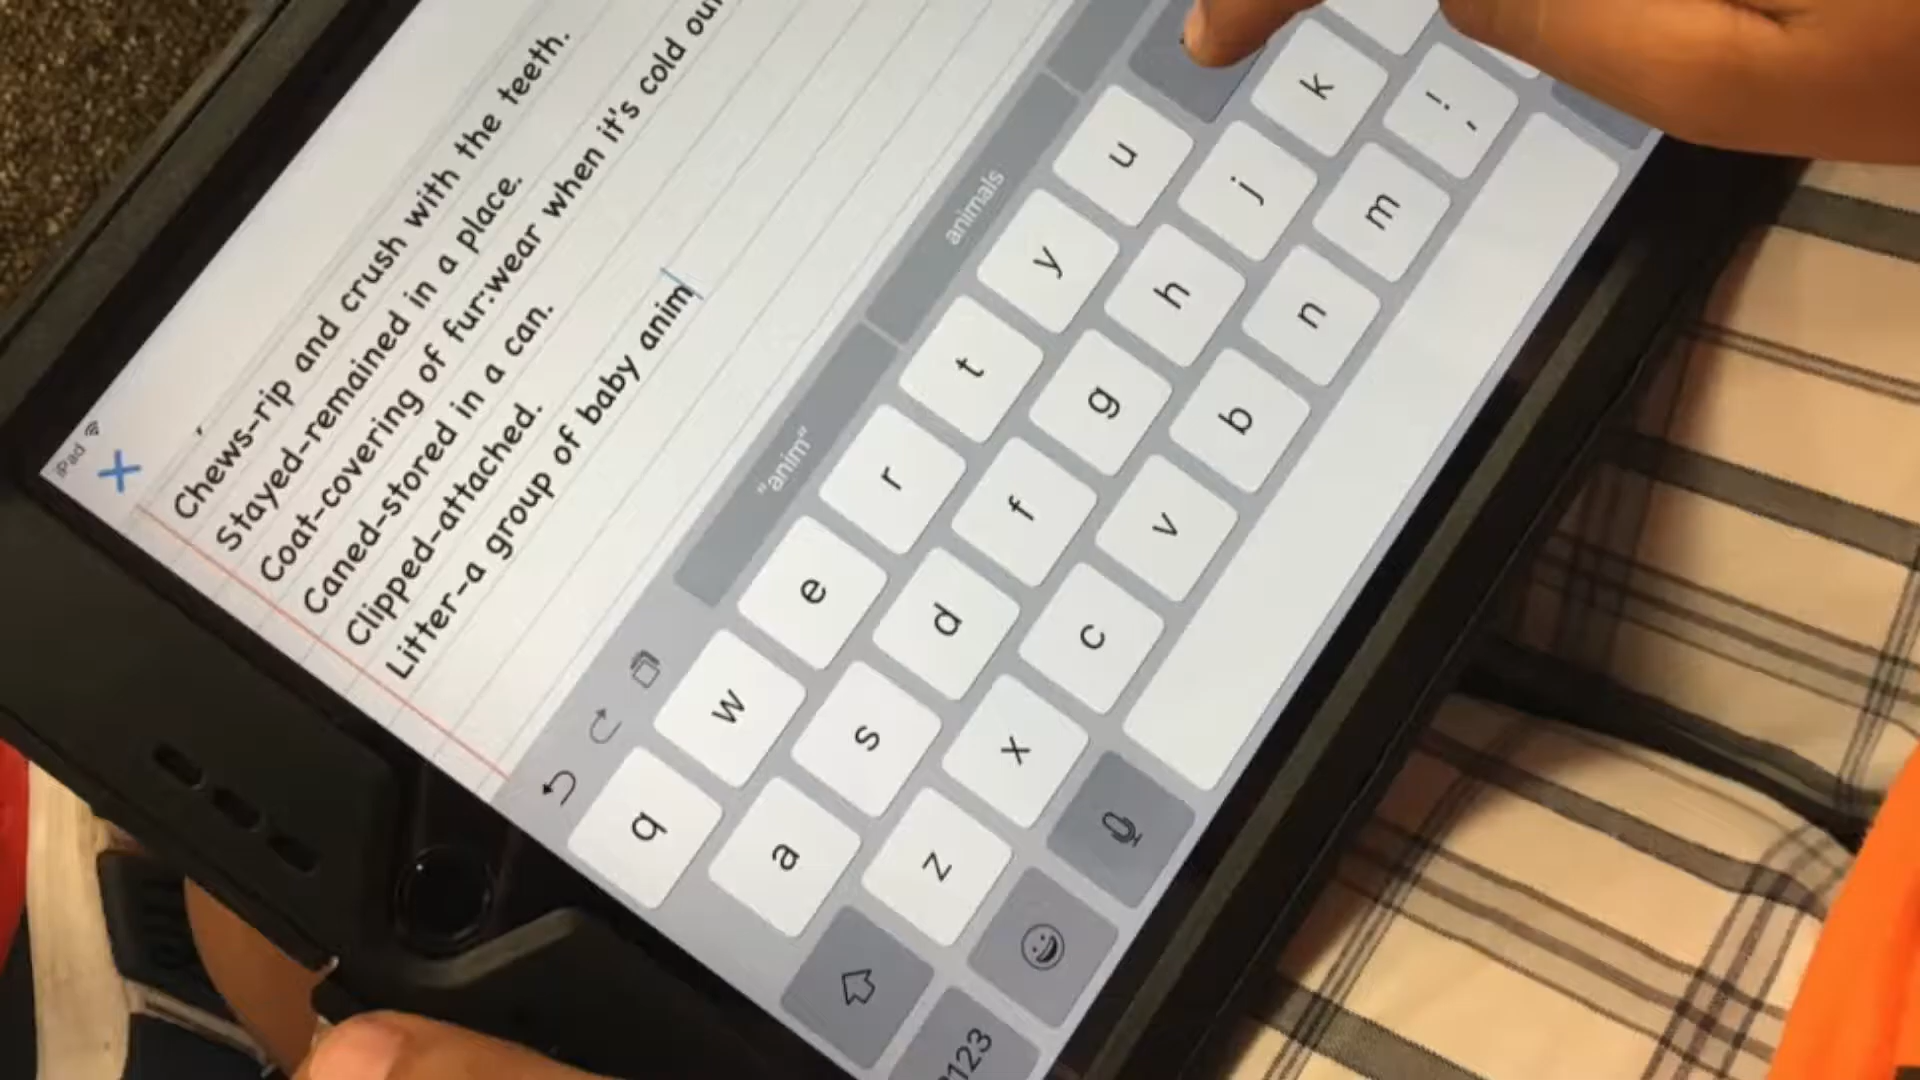 iPad
Chews-rip and crush with the teeth.
Stayed-remained in a place.
Coat-covering of fur:wear when it's cold
Caned-stored in a can.
Clipped-attached.
Litter-a group of baby anim
"anim" animals
q w e r t y u
a s d f g h j k
z x c v b n m ! ,
123